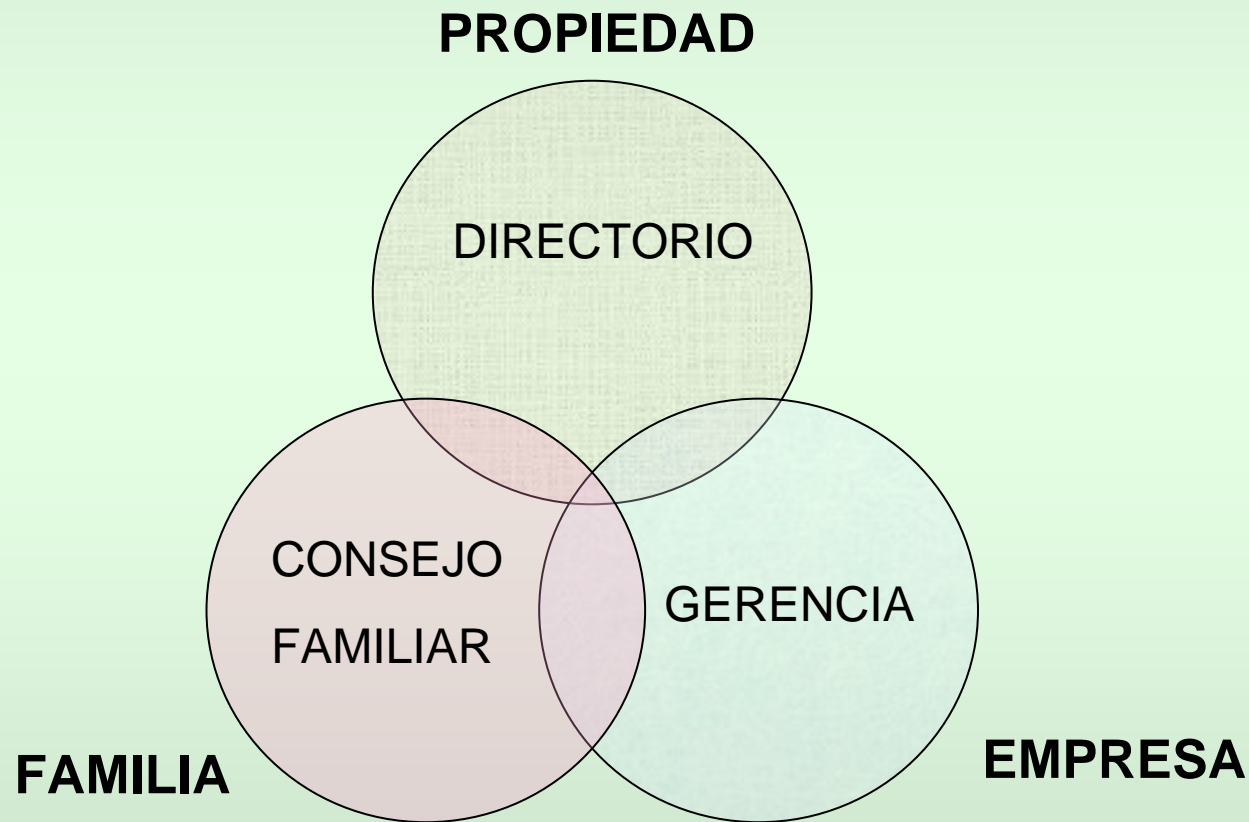 PROPIEDAD
DIRECTORIO
CONSEJO
FAMILIAR
GERENCIA
FAMILIA
EMPRESA